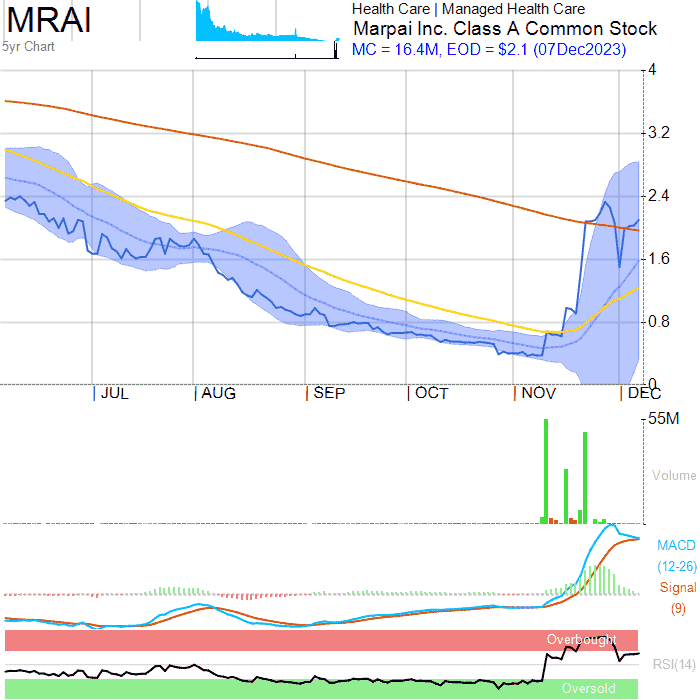 MRAI
5yr Chart
Health Care | Managed Health Care
Marpai Inc. Class A Common Stock
MC = 16.4M, EOD = $2.1 (07Dec2023)
4
3.2
2.4
1.6
0.8
0
JUL AUG SEP OCT NOV DEC
55M
Volume
MACD
(12-26)
Signal
(9)
Overbought
RSI(14)
Oversold